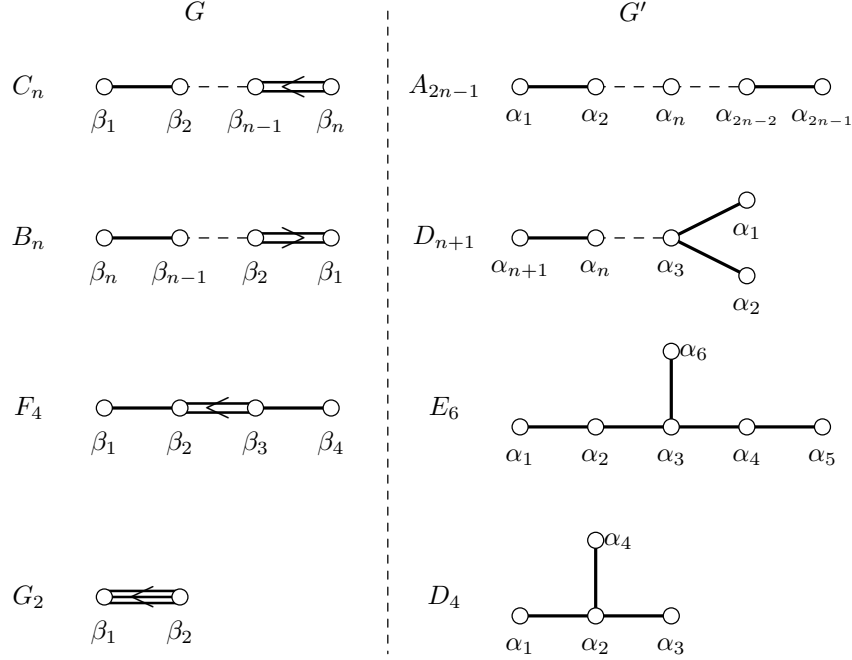 G G′
C_n A_{2n−1}
β_1 β_2 β_{n−1} β_n α_1 α_2 α_n α_{2n−2} α_{2n−1}
α_1
B_n D_{n+1}
β_n β_{n−1} β_2 β_1 α_{n+1} α_n α_3
α_2
α_6
F_4 E_6
β_1 β_2 β_3 β_4 α_1 α_2 α_3 α_4 α_5
α_4
G_2 D_4
β_1 β_2 α_1 α_2 α_3